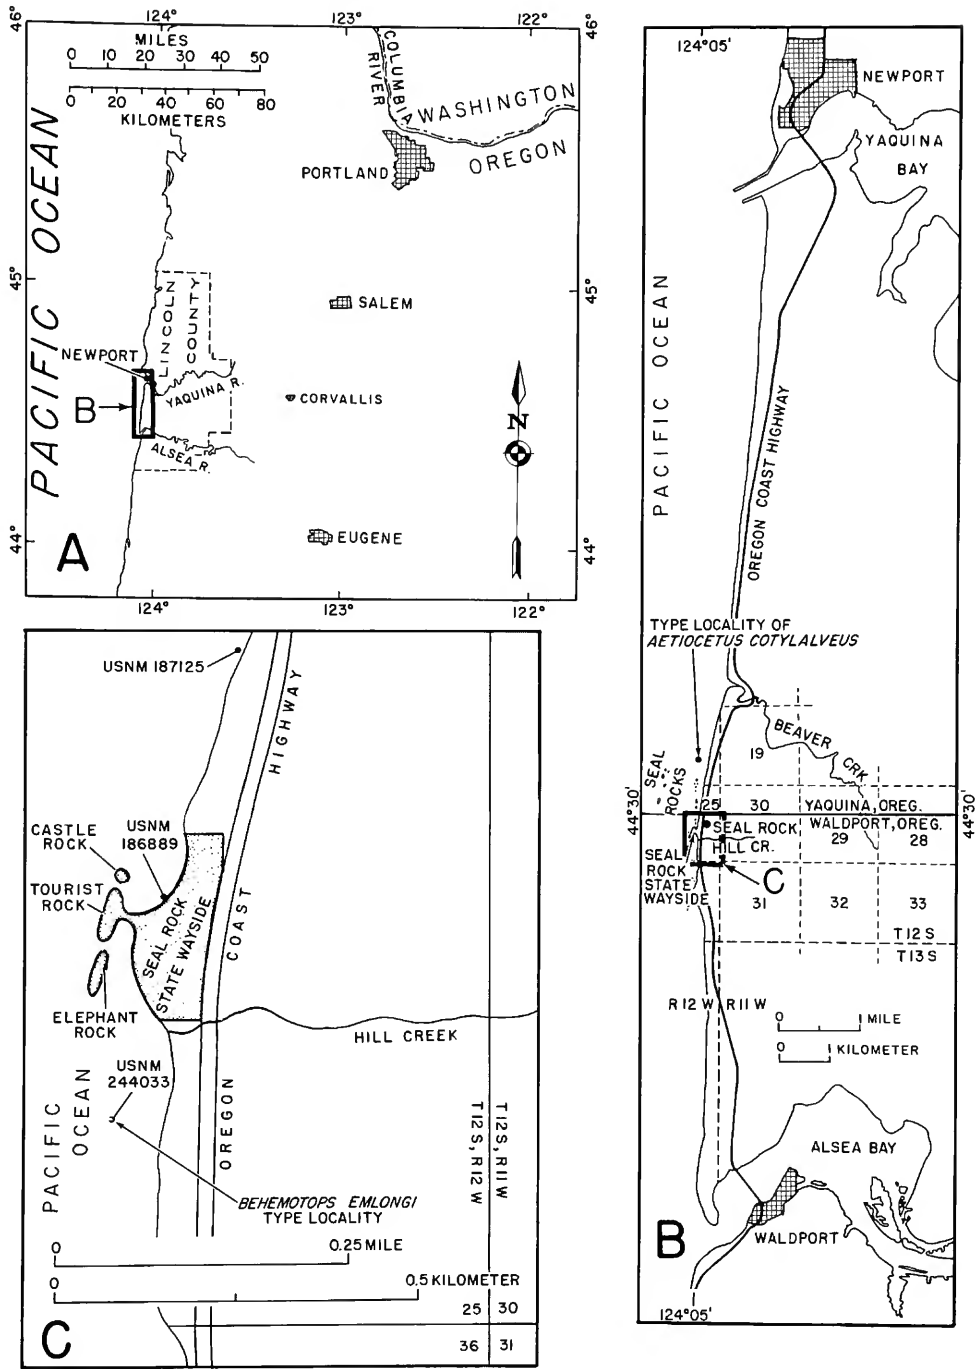 46°
124°
123°
122°
46°
MILES
0 10 20 30 40 50
0 20 40 60 80
KILOMETERS
COLUMBIA
RIVER
WASHINGTON
OREGON
PORTLAND
PACIFIC OCEAN
45°
45°
LINCOLN
COUNTY
SALEM
NEWPORT
YAQUINA R.
B
CORVALLIS
N
ALSEA R.
EUGENE
44°
44°
A
124°
123°
122°
USNM 187125
HIGHWAY
COAST
OREGON
CASTLE
ROCK
USNM
186889
TOURIST
ROCK
SEAL ROCK
STATE WAYSIDE
ELEPHANT
ROCK
HILL CREEK
USNM
244033
PACIFIC
OCEAN
T12S, R12W
T12S, R11W
BEHEMOTOPS EMLONGI
TYPE LOCALITY
0 0.25 MILE
0 0.5 KILOMETER
25 30
36 31
C
124°05'
NEWPORT
YAQUINA
BAY
PACIFIC OCEAN
OREGON COAST HIGHWAY
TYPE LOCALITY OF
AETIOCETUS COTYLALVEUS
BEAVER
CRK
19
SEAL
ROCKS
44°30'
25 30 YAQUINA, OREG.
WALDPORT, OREG.
SEAL ROCK
HILL CR.
29 28
SEAL
ROCK
STATE
WAYSIDE
C
31 32 33
T12S
T13S
R12W R11W
0 1 MILE
0 1 KILOMETER
ALSEA BAY
B
WALDPORT
124°05'